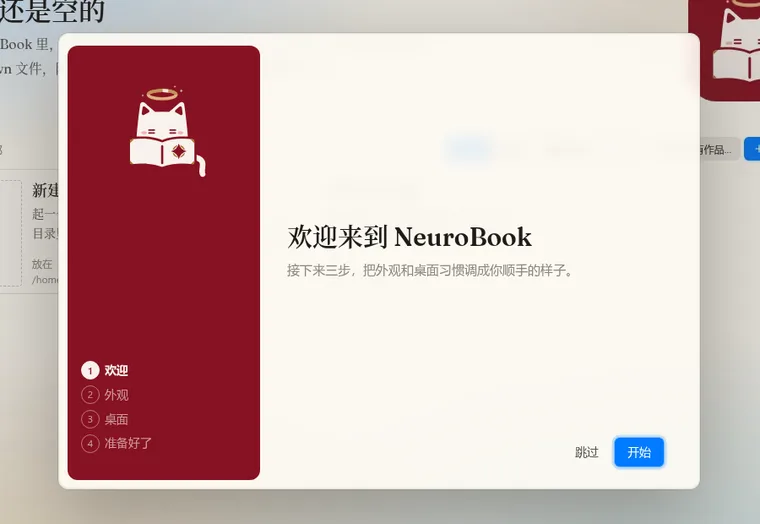 还是空的
Book 里，
wn 文件，
有作品...
新建
起一
目录
放在
/home
欢迎来到 NeuroBook
接下来三步，把外观和桌面习惯调成你顺手的样子。
1 欢迎
2 外观
3 桌面
4 准备好了
跳过
开始